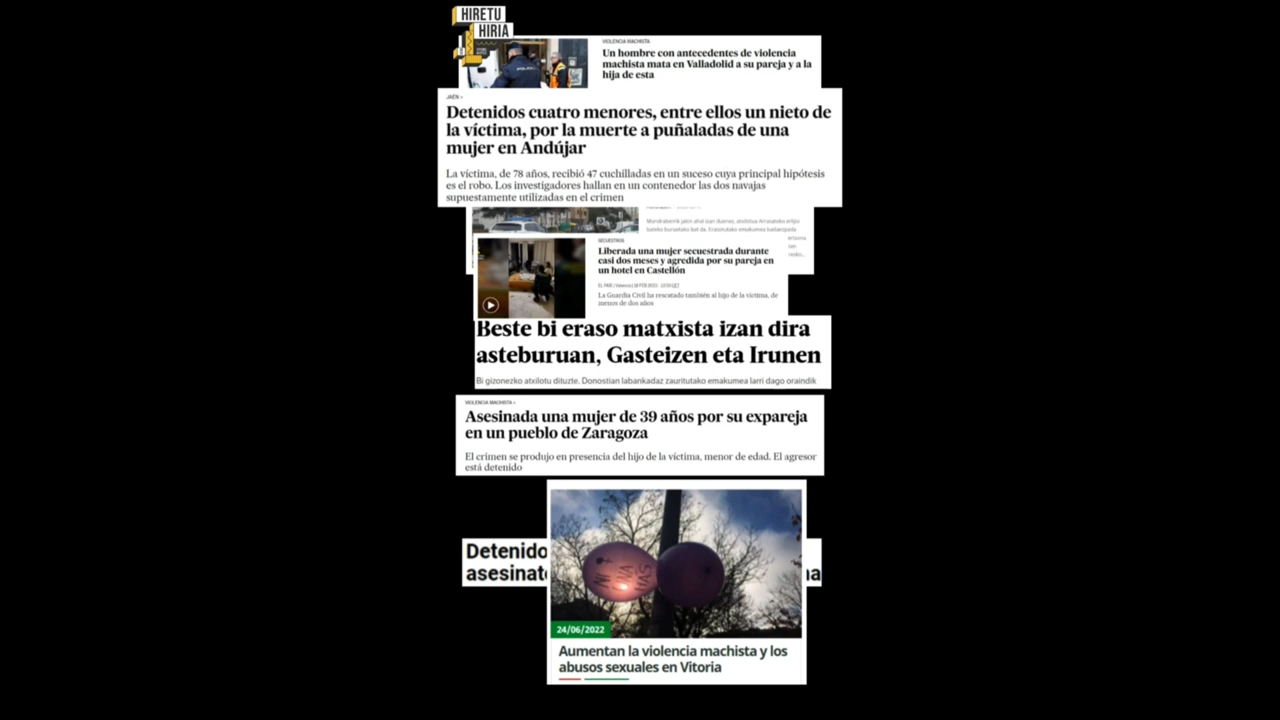 HIRETU
HIRIA
VIOLENCIA MACHISTA
Un hombre con antecedentes de violencia
machista mata en Valladolid a su pareja y a la
hija de esta
JAÉN >
Detenidos cuatro menores, entre ellos un nieto de
la víctima, por la muerte a puñaladas de una
mujer en Andújar
La víctima, de 78 años, recibió 47 cuchilladas en un suceso cuya principal hipótesis
es el robo. Los investigadores hallan en un contenedor las dos navajas
supuestamente utilizadas en el crimen
SECUESTROS
Liberada una mujer secuestrada durante
casi dos meses y agredida por su pareja en
un hotel en Castellón
La Guardia Civil ha rescatado también al hijo de la víctima, de
menos de dos años
Beste bi eraso matxista izan dira
asteburuan, Gasteizen eta Irunen
Bi gizonezko atxilotu dituzte. Donostian labankadaz zauritutako emakumea larri dago oraindik
VIOLENCIA MACHISTA >
Asesinada una mujer de 39 años por su expareja
en un pueblo de Zaragoza
El crimen se produjo en presencia del hijo de la víctima, menor de edad. El agresor
está detenido
Detenido
asesinat
NI
UNA
MÁS
24/06/2022
Aumentan la violencia machista y los
abusos sexuales en Vitoria